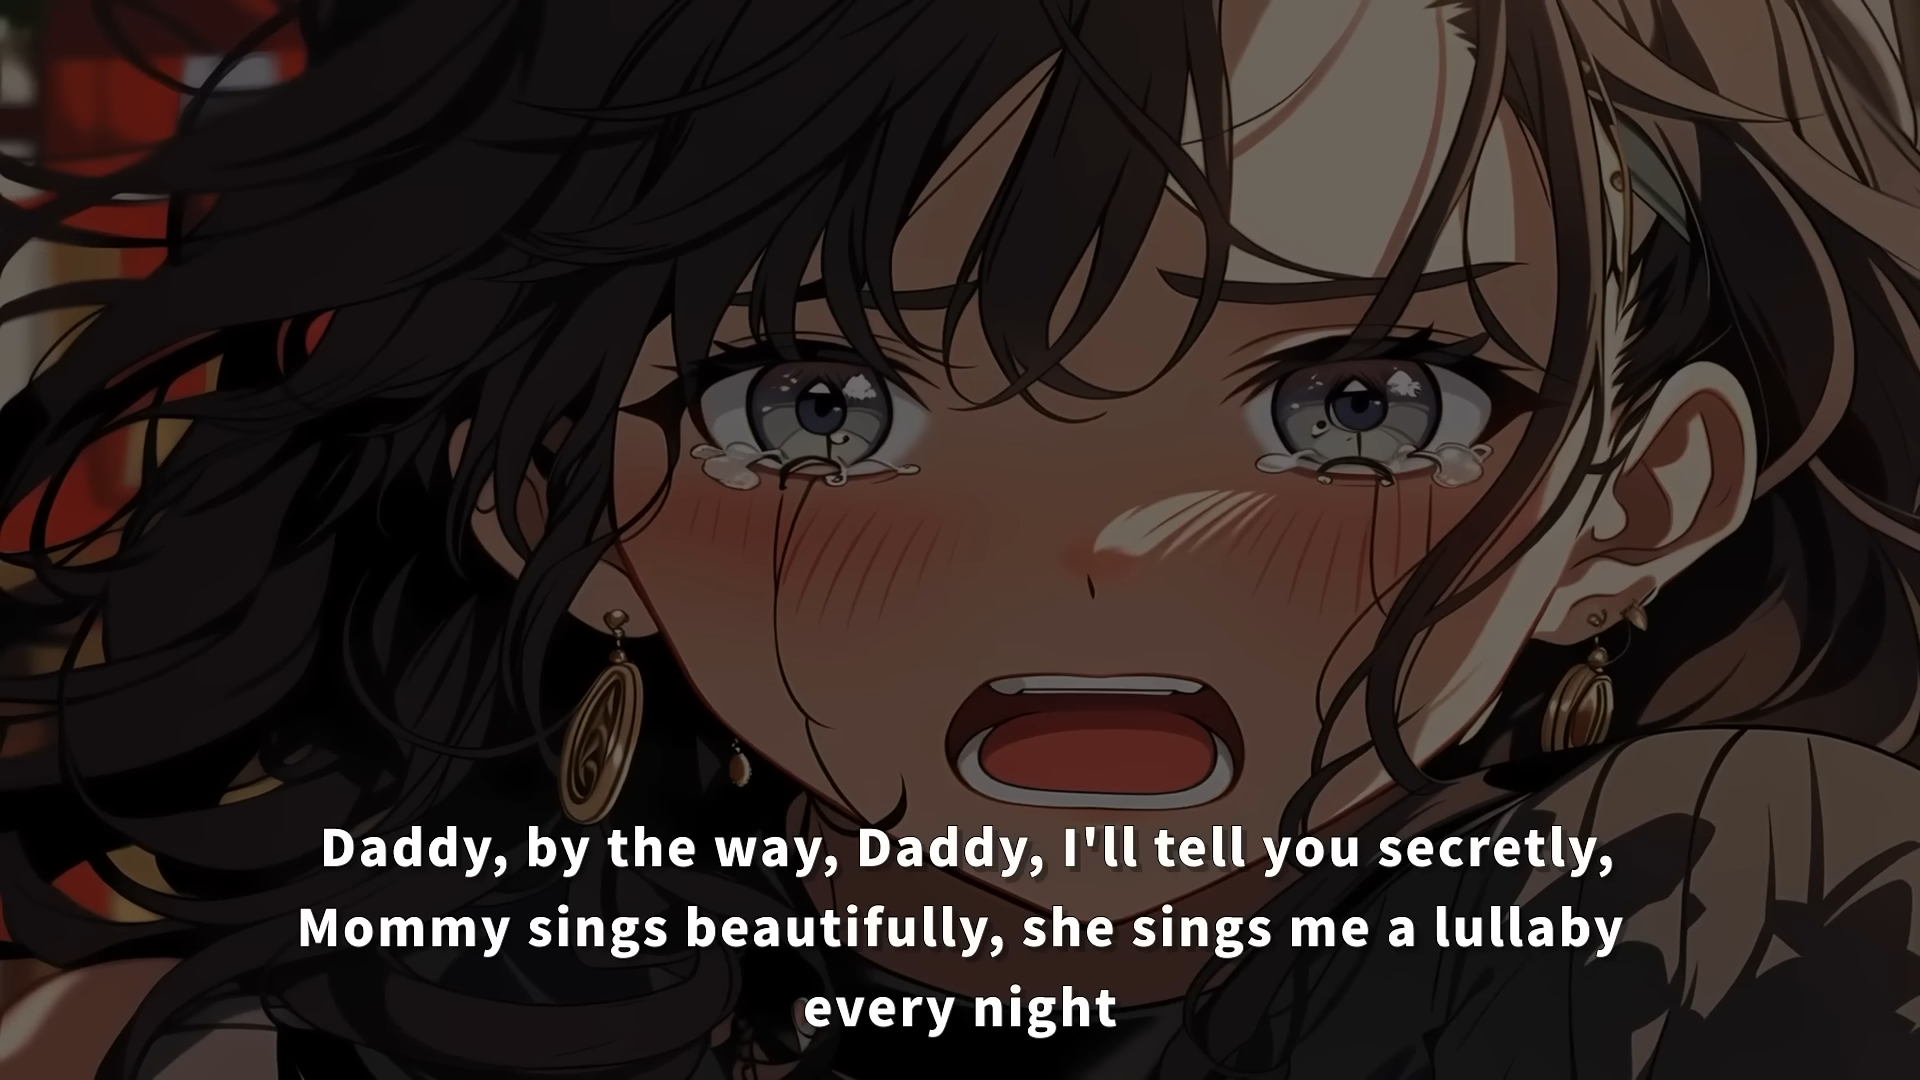 Daddy, by the way, Daddy, I'll tell you secretly,
Mommy sings beautifully, she sings me a lullaby
every night